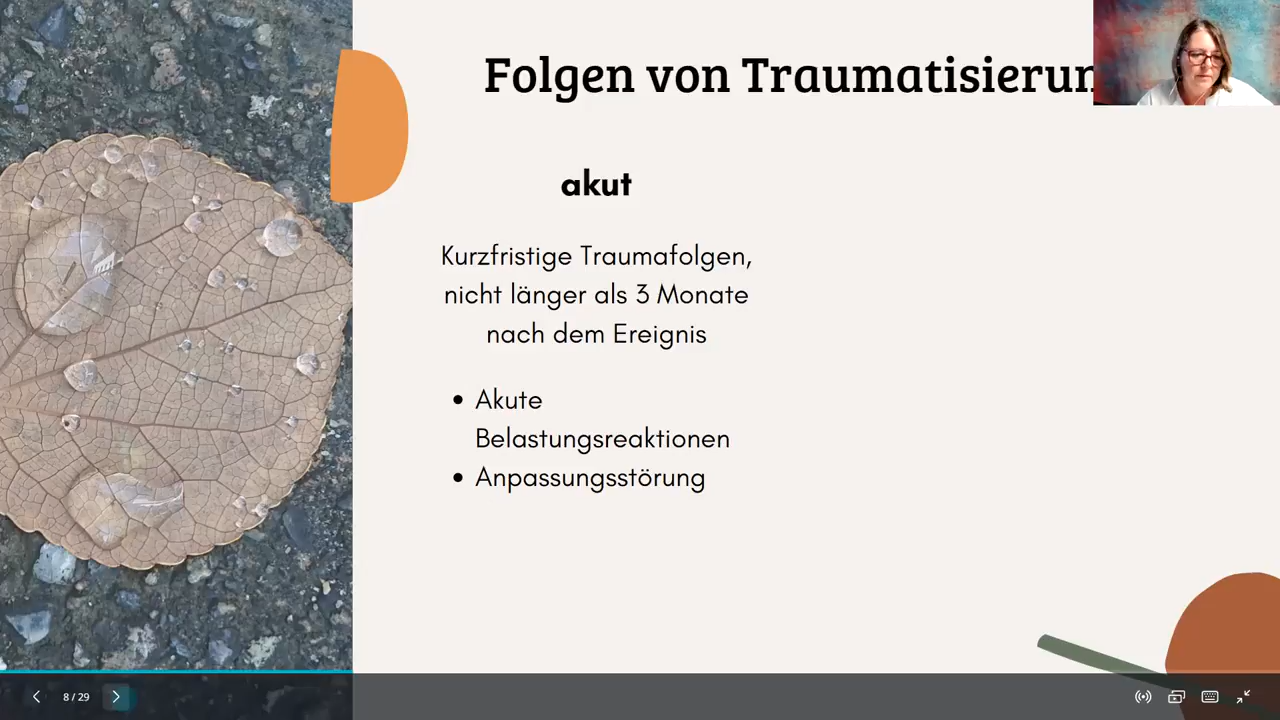 Folgen von Traumatisierun
akut
Kurzfristige Traumafolgen,
nicht länger als 3 Monate
nach dem Ereignis
• Akute
Belastungsreaktionen
• Anpassungsstörung
8 / 29